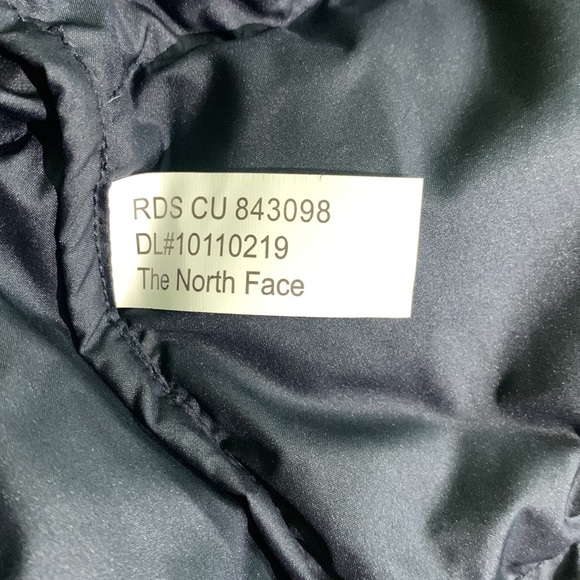 RDS CU 843098
DL#10110219
The North Face